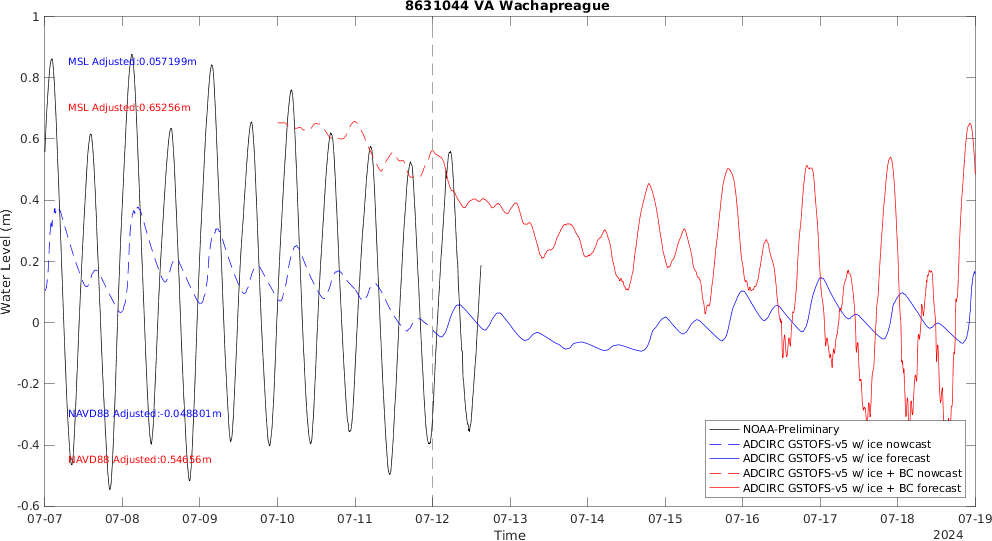 8631044 VA Wachapreague
Water Level (m)
1
0.8
0.6
0.4
0.2
0
-0.2
-0.4
-0.6
MSL Adjusted:0.057199m
MSL Adjusted:0.65256m
NAVD88 Adjusted:-0.048801m
NAVD88 Adjusted:0.54656m
NOAA-Preliminary
ADCIRC GSTOFS-v5 w/ ice nowcast
ADCIRC GSTOFS-v5 w/ ice forecast
ADCIRC GSTOFS-v5 w/ ice + BC nowcast
ADCIRC GSTOFS-v5 w/ ice + BC forecast
07-07 07-08 07-09 07-10 07-11 07-12 07-13 07-14 07-15 07-16 07-17 07-18 07-19
Time
2024